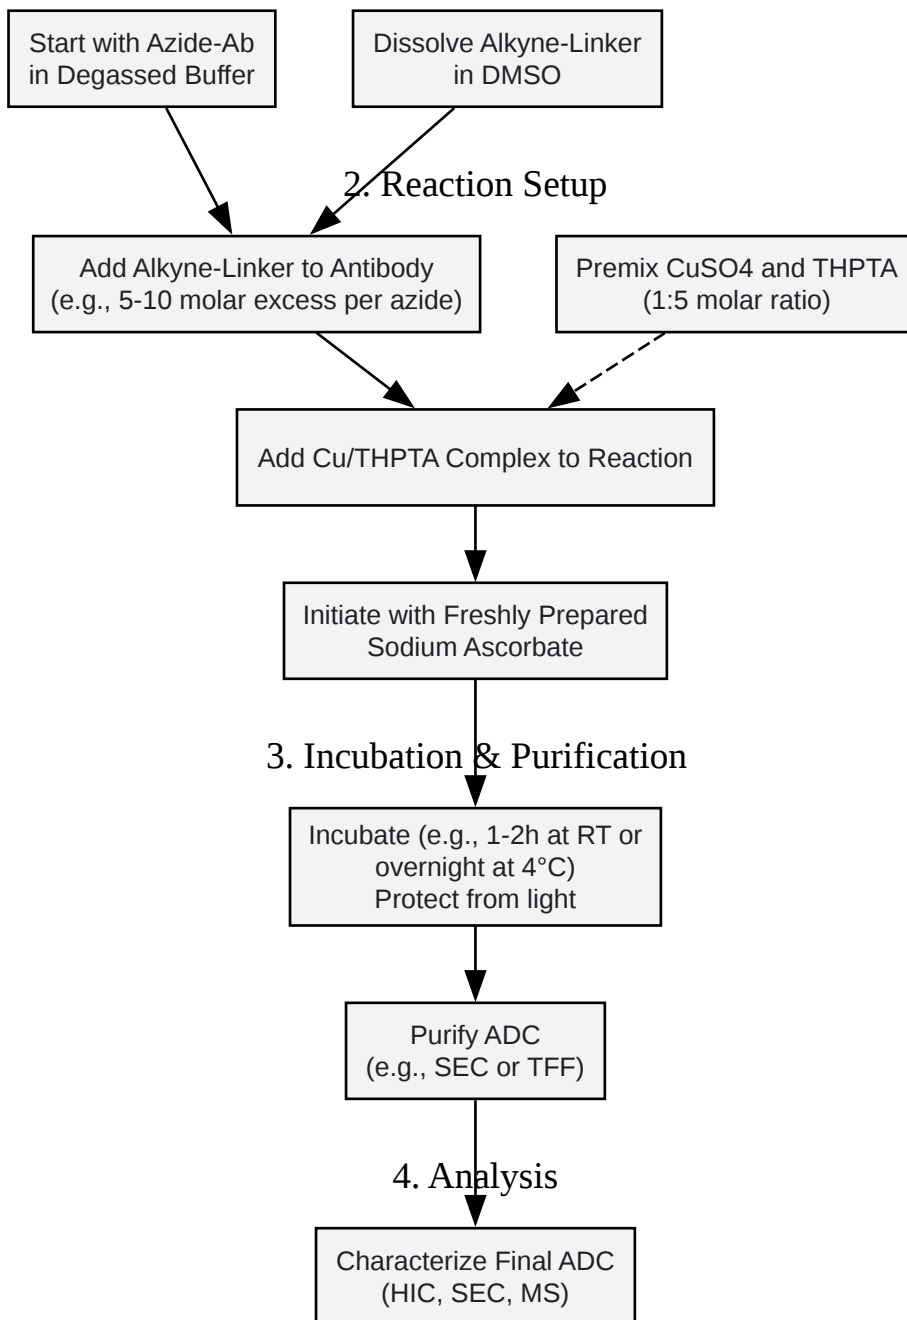 Start with Azide-Ab
in Degassed Buffer
Dissolve Alkyne-Linker
in DMSO
2. Reaction Setup
Add Alkyne-Linker to Antibody
(e.g., 5-10 molar excess per azide)
Premix CuSO4 and THPTA
(1:5 molar ratio)
Add Cu/THPTA Complex to Reaction
Initiate with Freshly Prepared
Sodium Ascorbate
3. Incubation & Purification
Incubate (e.g., 1-2h at RT or
overnight at 4°C)
Protect from light
Purify ADC
(e.g., SEC or TFF)
4. Analysis
Characterize Final ADC
(HIC, SEC, MS)